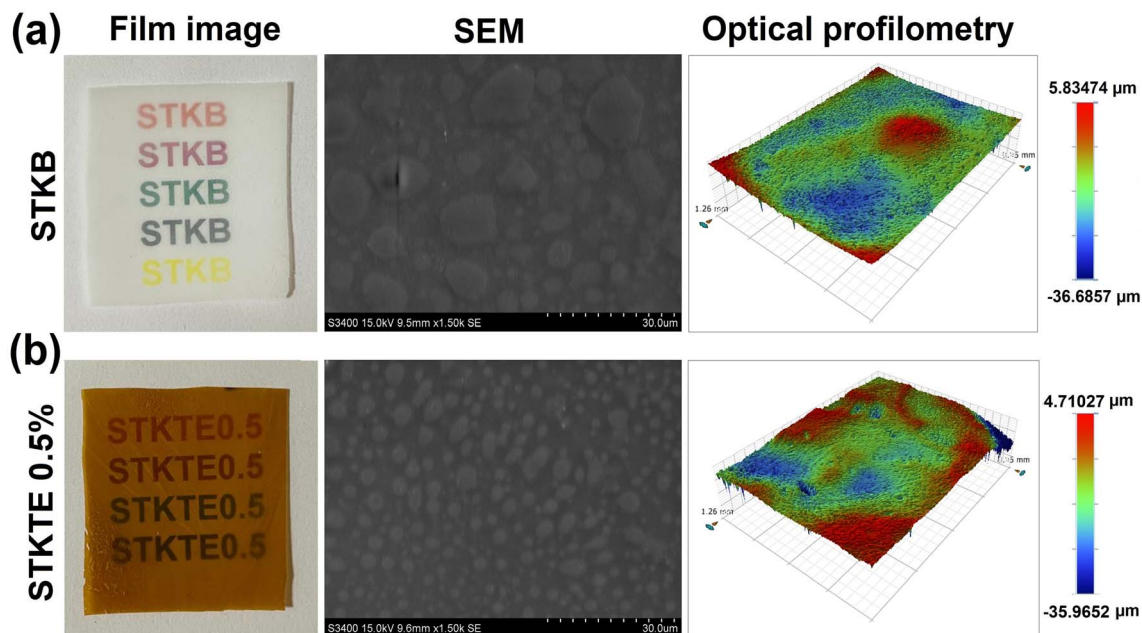 (a)
Film image
SEM
Optical profilometry
STKB
STKB
STKB
STKB
STKB
STKB
S3400 15.0kV 9.5mm x1.50k SE
30.0um
1.26 mm
mm
5.83474 µm
-36.6857 µm
(b)
STKTE 0.5%
STKTE0.5
STKTE0.5
STKTE0.5
STKTE0.5
S3400 15.0kV 9.6mm x1.50k SE
30.0um
1.26 mm
mm
4.71027 µm
-35.9652 µm